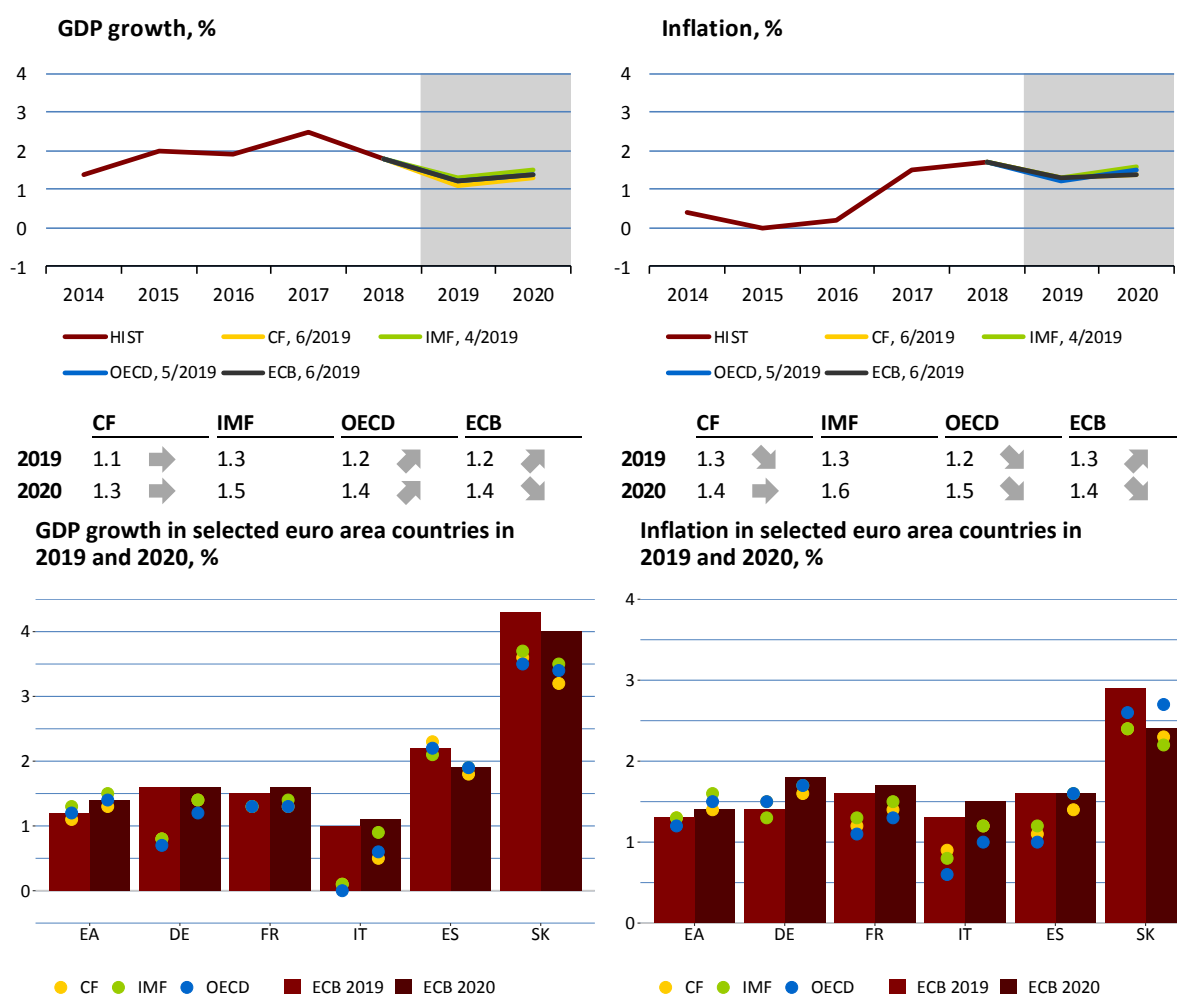 GDP growth, %
4
3
2
1
0
-1
2014 2015 2016 2017 2018 2019 2020
HIST CF, 6/2019 IMF, 4/2019
OECD, 5/2019 ECB, 6/2019
CF IMF OECD ECB
2019 1.1 1.3 1.2 1.2
2020 1.3 1.5 1.4 1.4
Inflation, %
4
3
2
1
0
-1
2014 2015 2016 2017 2018 2019 2020
HIST CF, 6/2019 IMF, 4/2019
OECD, 5/2019 ECB, 6/2019
CF IMF OECD ECB
2019 1.3 1.3 1.2 1.3
2020 1.4 1.6 1.5 1.4
GDP growth in selected euro area countries in
2019 and 2020, %
4
3
2
1
0
EA DE FR IT ES SK
CF IMF OECD ECB 2019 ECB 2020
Inflation in selected euro area countries in
2019 and 2020, %
4
3
2
1
0
EA DE FR IT ES SK
CF IMF OECD ECB 2019 ECB 2020